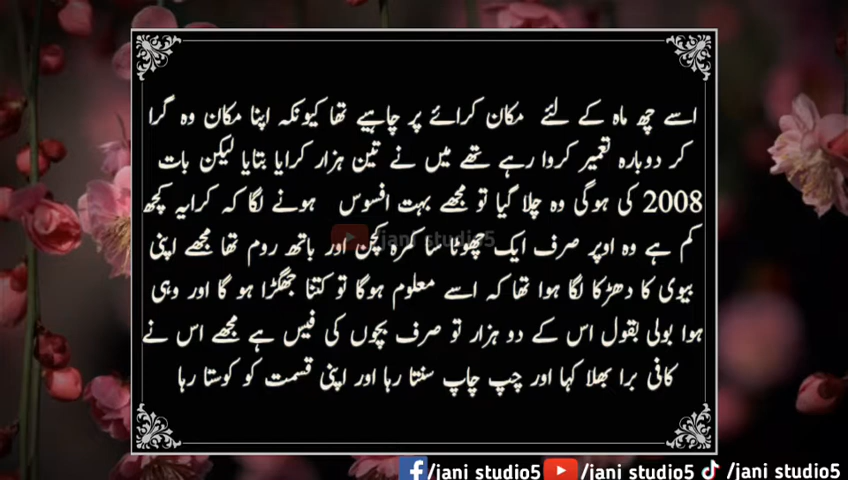 اسے چھ ماہ کے لئے مکان کرائے پر چاہیے تھا کیونکہ اپنا مکان وہ گرا
کر دوبارہ تعمیر کروا رہے تھے میں نے تین ہزار کرایا بتایا لیکن بات
2008 کی ہوگی وہ چلا گیا تو مجھے بہت افسوس ہونے لگا کہ کرایہ کچھ
کم ہے وہ اوپر صرف ایک چھوٹا سا کمرہ کچن اور باتھ روم تھا مجھے اپنی
بیوی کا دھڑکا لگا ہوا تھا کہ اسے معلوم ہوگا تو کتنا جھگڑا ہو گا اور وہی
ہوا بولی بقول اس کے دو ہزار تو صرف بچوں کی فیس ہے مجھے اس نے
کافی برا بھلا کہا اور چپ چاپ سنتا رہا اور اپنی قسمت کو کوستا رہا
/jani studio5
/jani studio5 /jani studio5 /jani studio5